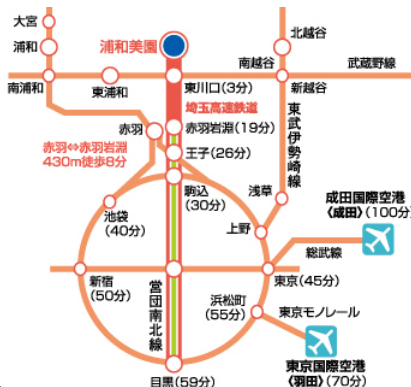 大宮
浦和
浦和美園
北越谷
南越谷
武蔵野線
南浦和
東浦和
東川口(3分)
新越谷
埼玉高速鉄道
赤羽
赤羽岩淵(19分)
東武伊勢崎線
赤羽⇔赤羽岩淵
430m徒歩8分
王子(26分)
駒込
(30分)
浅草
池袋
(40分)
上野
成田国際空港
〈成田〉(100分)
総武線
新宿
(50分)
営団南北線
東京(45分)
浜松町
(55分)
東京モノレール
東京国際空港
〈羽田〉(70分)
目黒(59分)